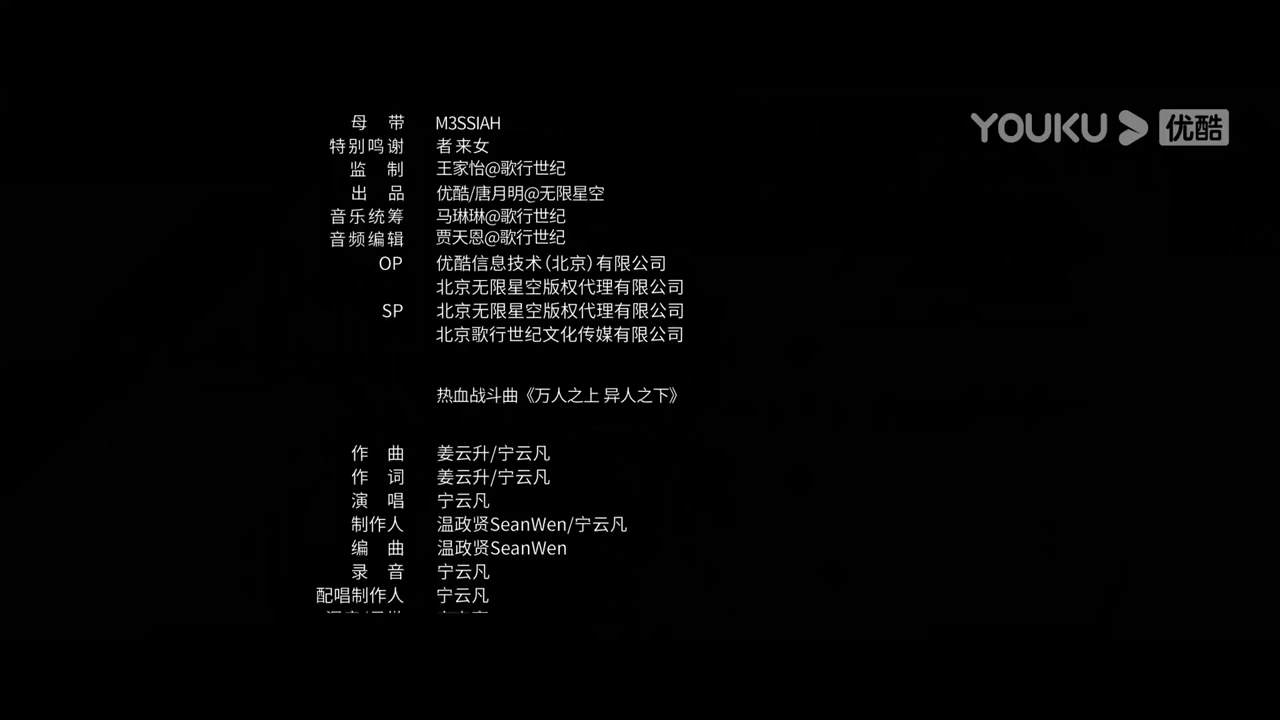 YOUKU 优酷
母 带 M3SSIAH
特别鸣谢 者来女
监 制 王家怡@歌行世纪
出 品 优酷/唐月明@无限星空
音乐统筹 马琳琳@歌行世纪
音频编辑 贾天恩@歌行世纪
OP 优酷信息技术(北京)有限公司
北京无限星空版权代理有限公司
SP 北京无限星空版权代理有限公司
北京歌行世纪文化传媒有限公司
热血战斗曲《万人之上 异人之下》
作 曲 姜云升/宁云凡
作 词 姜云升/宁云凡
演 唱 宁云凡
制作人 温政贤SeanWen/宁云凡
编 曲 温政贤SeanWen
录 音 宁云凡
配唱制作人 宁云凡